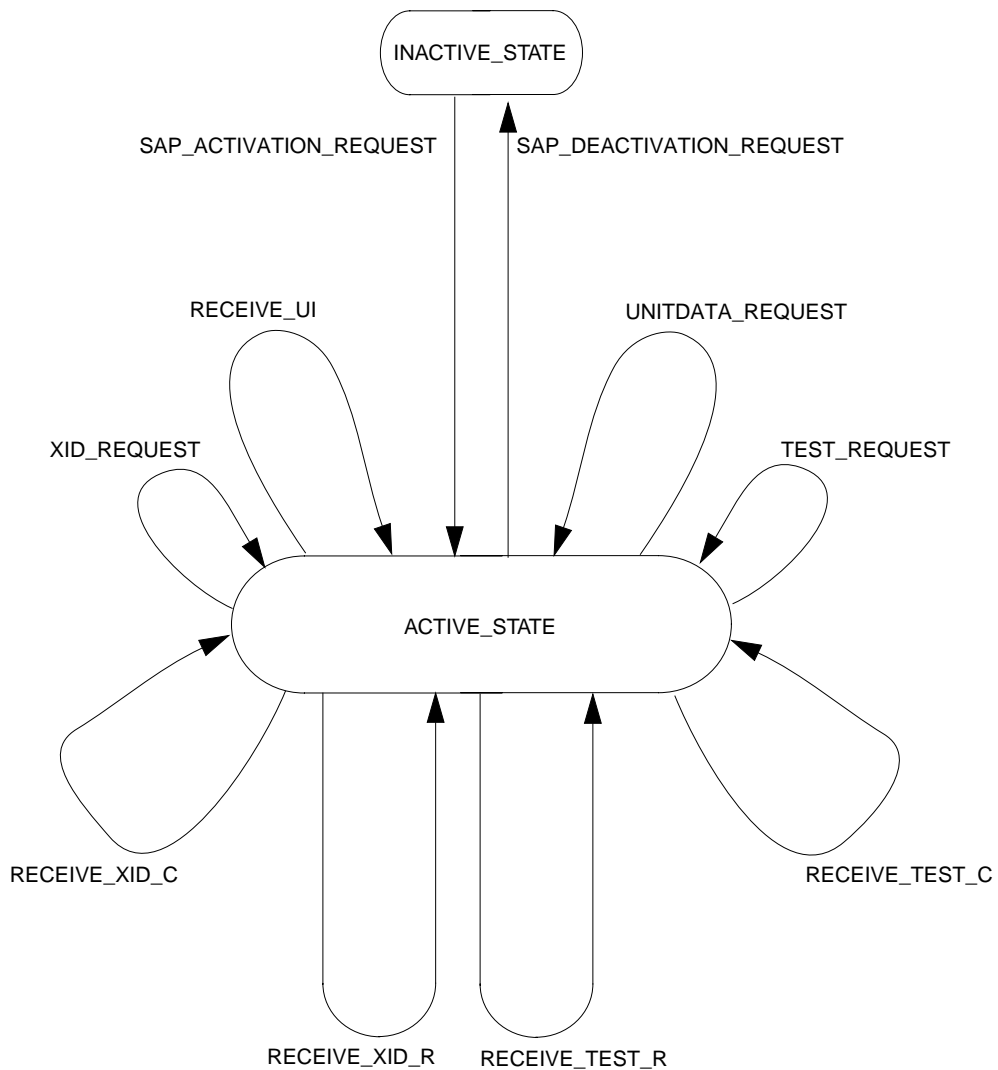 INACTIVE_STATE
SAP_ACTIVATION_REQUEST
SAP_DEACTIVATION_REQUEST
RECEIVE_UI
UNITDATA_REQUEST
XID_REQUEST
TEST_REQUEST
ACTIVE_STATE
RECEIVE_XID_C
RECEIVE_TEST_C
RECEIVE_XID_R
RECEIVE_TEST_R